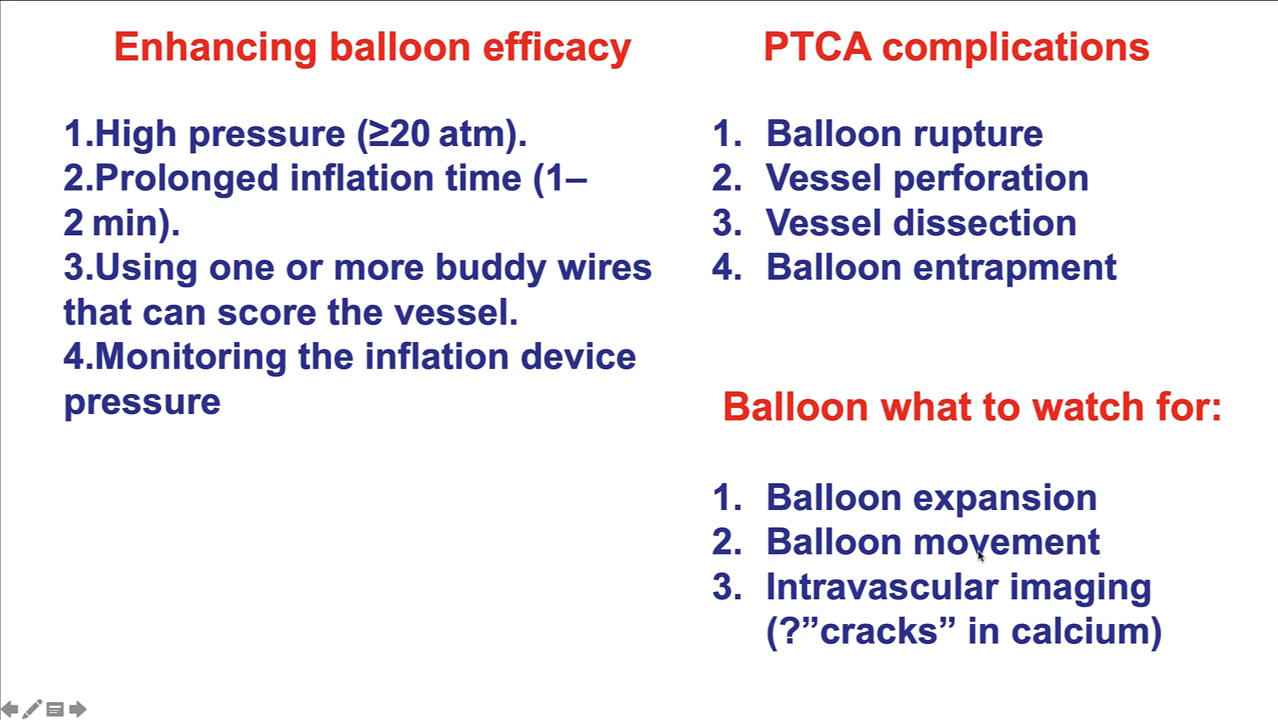 Enhancing balloon efficacy
1.High pressure (≥20 atm).
2.Prolonged inflation time (1–
2 min).
3.Using one or more buddy wires
that can score the vessel.
4.Monitoring the inflation device
pressure
PTCA complications
1. Balloon rupture
2. Vessel perforation
3. Vessel dissection
4. Balloon entrapment
Balloon what to watch for:
1. Balloon expansion
2. Balloon movement
3. Intravascular imaging
(?”cracks” in calcium)